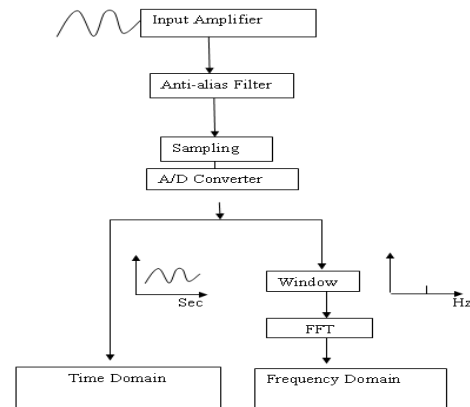 Input Amplifier
Anti-alias Filter
Sampling
A/D Converter
Sec
Window
Hz
FFT
Time Domain
Frequency Domain